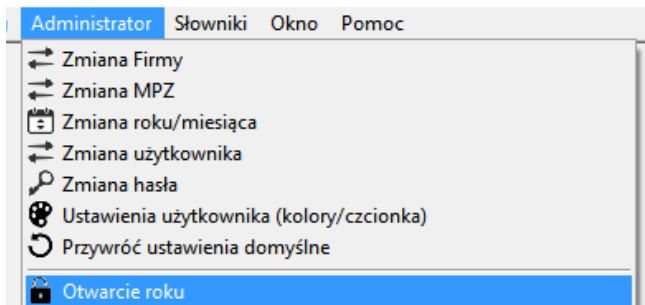 Administrator Słowniki Okno Pomoc
Zmiana Firmy
Zmiana MPZ
Zmiana roku/miesiąca
Zmiana użytkownika
Zmiana hasła
Ustawienia użytkownika (kolory/czcionka)
Przywróć ustawienia domyślne
Otwarcie roku